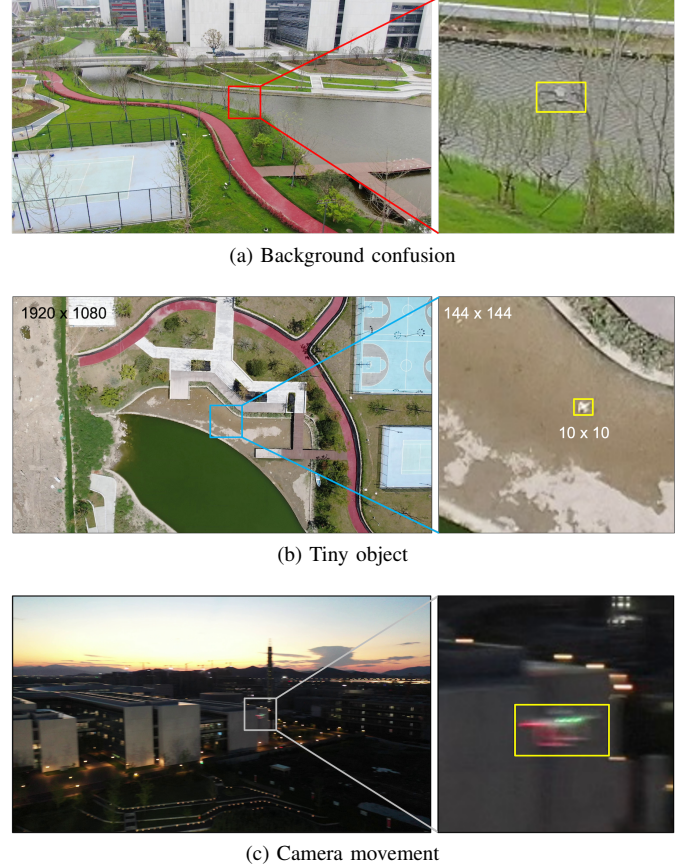 (a) Background confusion
1920 x 1080
144 x 144
10 x 10
(b) Tiny object
(c) Camera movement